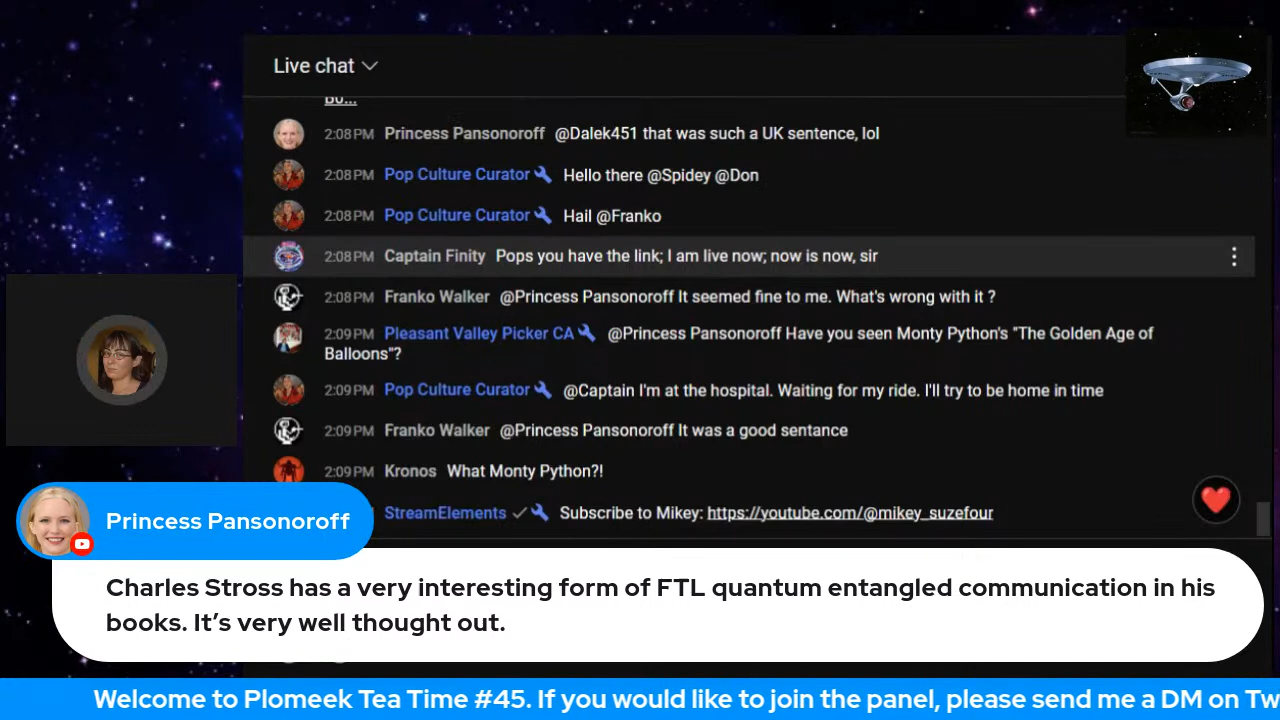 Live chat
Bo...
2:08 PM Princess Pansonoroff @Dalek451 that was such a UK sentence, lol
2:08 PM Pop Culture Curator Hello there @Spidey @Don
2:08 PM Pop Culture Curator Hail @Franko
2:08 PM Captain Finity Pops you have the link; I am live now; now is now, sir
2:08 PM Franko Walker @Princess Pansonoroff It seemed fine to me. What's wrong with it ?
2:09 PM Pleasant Valley Picker CA @Princess Pansonoroff Have you seen Monty Python's "The Golden Age of
Balloons"?
2:09 PM Pop Culture Curator @Captain I'm at the hospital. Waiting for my ride. I'll try to be home in time
2:09 PM Franko Walker @Princess Pansonoroff It was a good sentance
2:09 PM Kronos What Monty Python?!
StreamElements Subscribe to Mikey: https://youtube.com/@mikey_suzefour
Princess Pansonoroff
Charles Stross has a very interesting form of FTL quantum entangled communication in his
books. It’s very well thought out.
Welcome to Plomeek Tea Time #45. If you would like to join the panel, please send me a DM on Tw